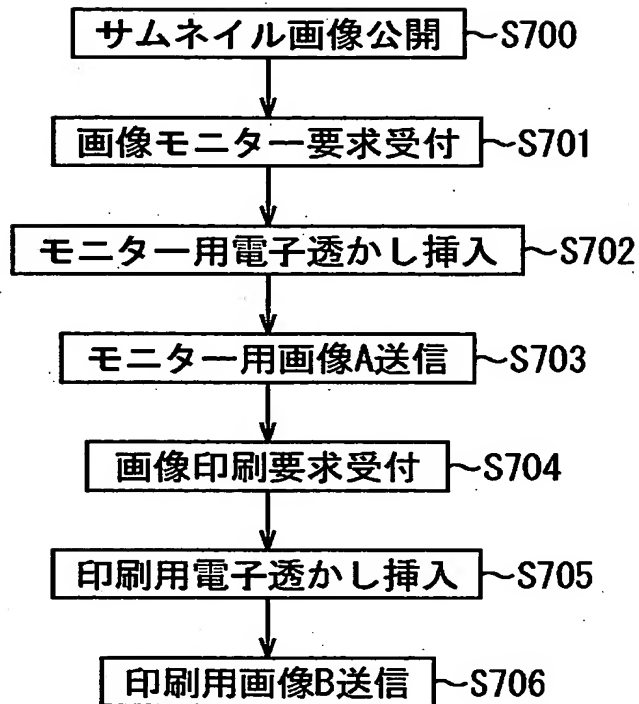 サムネイル画像公開 ~S700
画像モニター要求受付 ~S701
モニター用電子透かし挿入 ~S702
モニター用画像A送信 ~S703
画像印刷要求受付 ~S704
印刷用電子透かし挿入 ~S705
印刷用画像B送信 ~S706